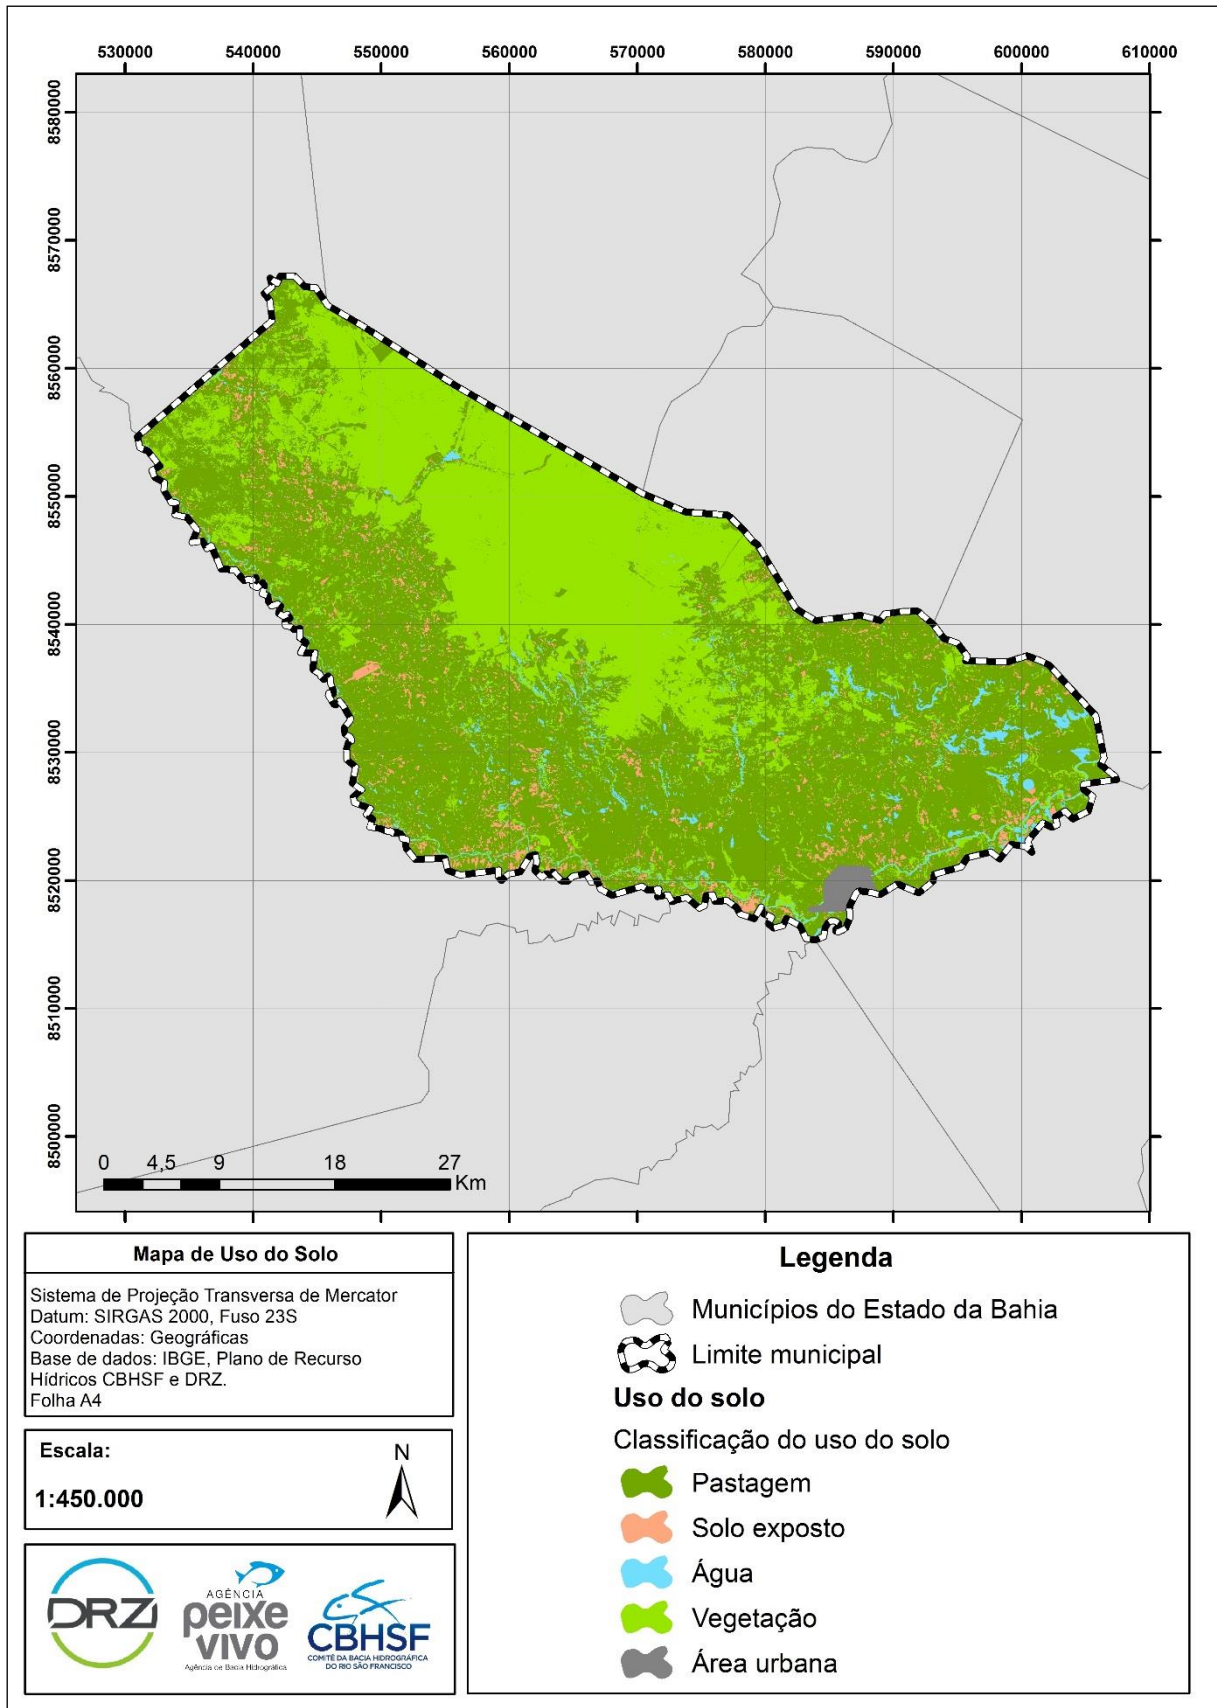 530000 540000 550000 560000 570000 580000 590000 600000 610000
8580000
8570000
8560000
8550000
8540000
8530000
8520000
8510000
8500000
0 4,5 9 18 27
Km
Mapa de Uso do Solo
Sistema de Projeção Transversa de Mercator
Datum: SIRGAS 2000, Fuso 23S
Coordenadas: Geográficas
Base de dados: IBGE, Plano de Recurso
Hídricos CBHSF e DRZ.
Folha A4
Escala:
1:450.000
N
DRZ
AGÊNCIA
peixe
vivo
Agência de Bacia Hidrográfica
CBHSF
COMITÊ DA BACIA HIDROGRÁFICA
DO RIO SÃO FRANCISCO
Legenda
Municípios do Estado da Bahia
Limite municipal
Uso do solo
Classificação do uso do solo
Pastagem
Solo exposto
Água
Vegetação
Área urbana